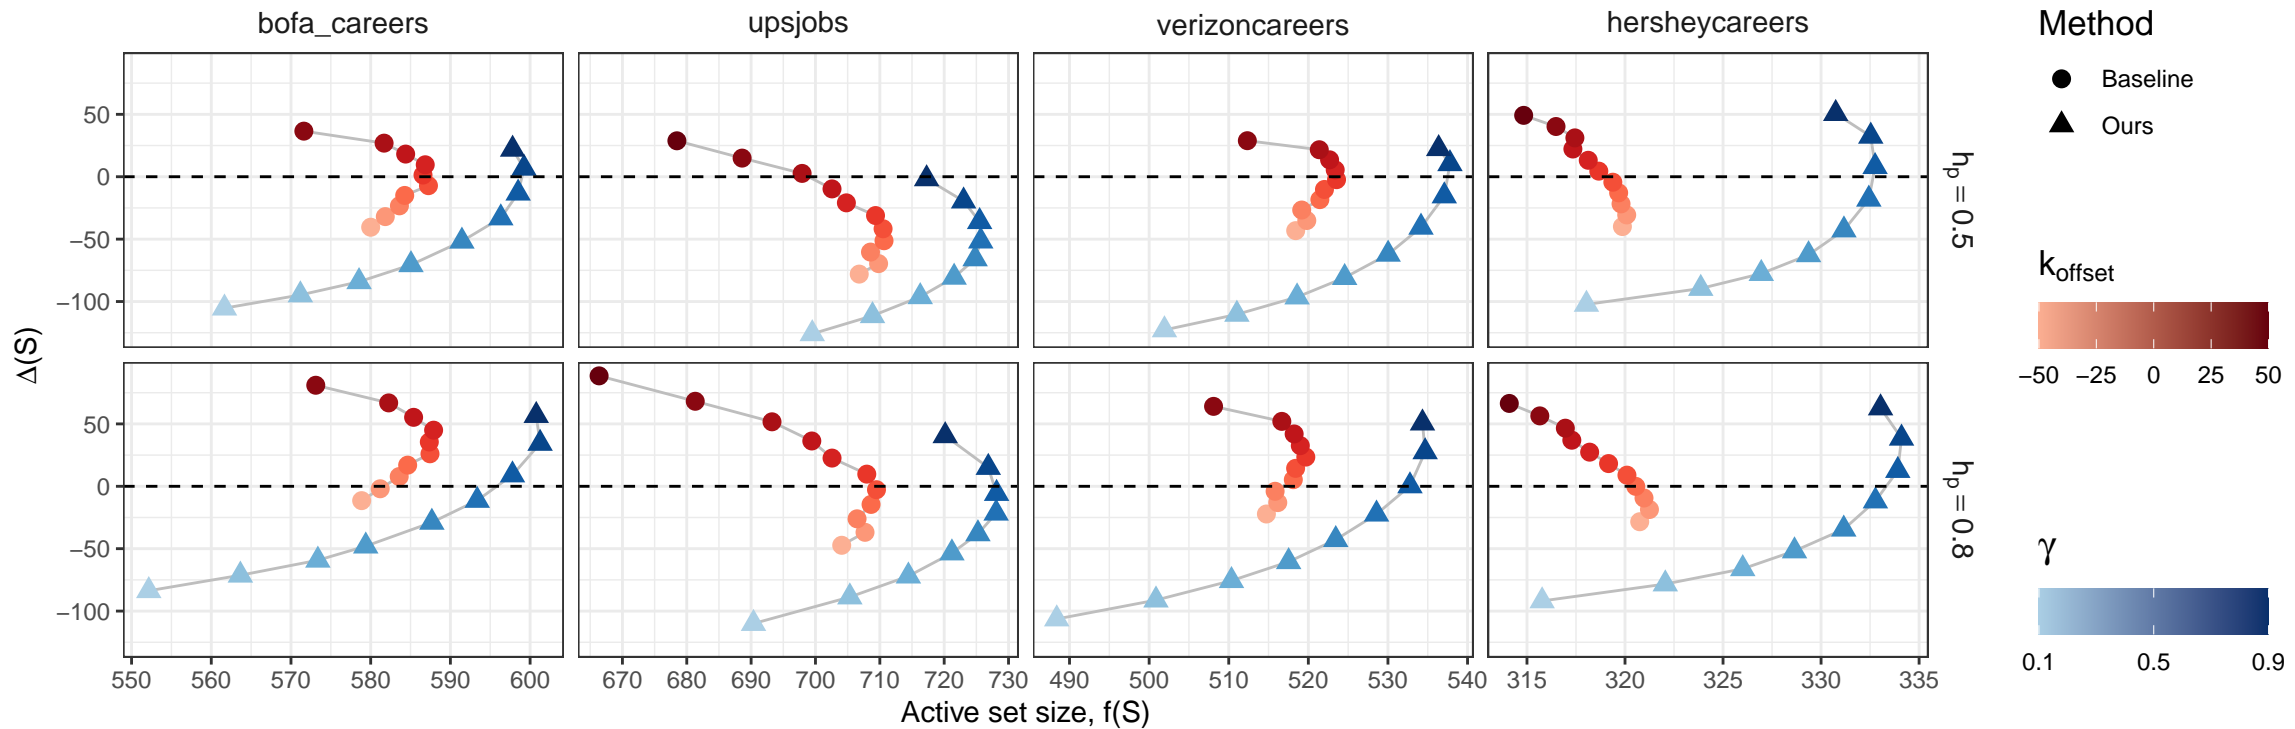 bofa_careers
upsjobs
verizoncareers
hersheycareers
Method
Baseline
Ours
50
0
−50
−100
h_p = 0.5
k_offset
−50 −25 0 25 50
Δ(S)
50
0
−50
−100
h_p = 0.8
γ
0.1 0.5 0.9
550 560 570 580 590 600
670 680 690 700 710 720 730
490 500 510 520 530 540
315 320 325 330 335
Active set size, f(S)